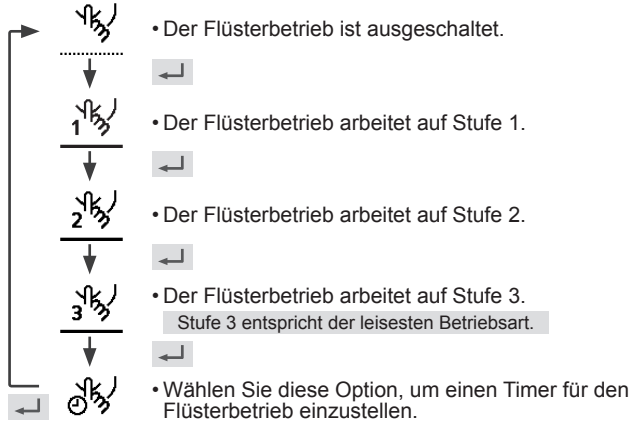 • Der Flüsterbetrieb ist ausgeschaltet.
1
• Der Flüsterbetrieb arbeitet auf Stufe 1.
2
• Der Flüsterbetrieb arbeitet auf Stufe 2.
3
• Der Flüsterbetrieb arbeitet auf Stufe 3.
Stufe 3 entspricht der leisesten Betriebsart.
• Wählen Sie diese Option, um einen Timer für den
Flüsterbetrieb einzustellen.